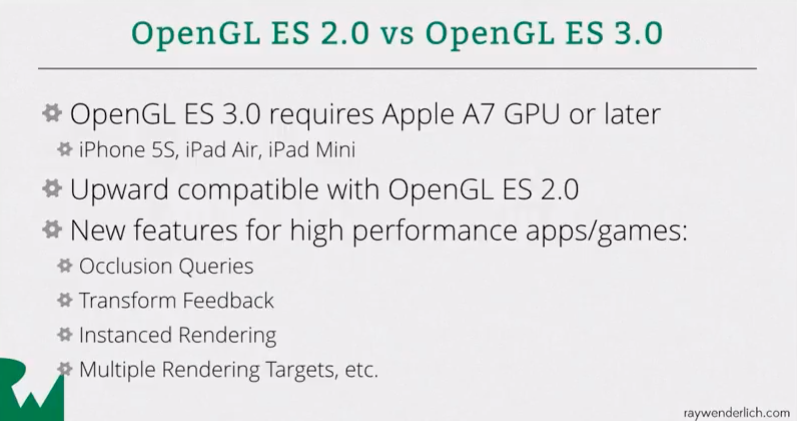 OpenGL ES 2.0 vs OpenGL ES 3.0
OpenGL ES 3.0 requires Apple A7 GPU or later
iPhone 5S, iPad Air, iPad Mini
Upward compatible with OpenGL ES 2.0
New features for high performance apps/games:
Occlusion Queries
Transform Feedback
Instanced Rendering
Multiple Rendering Targets, etc.
raywenderlich.com